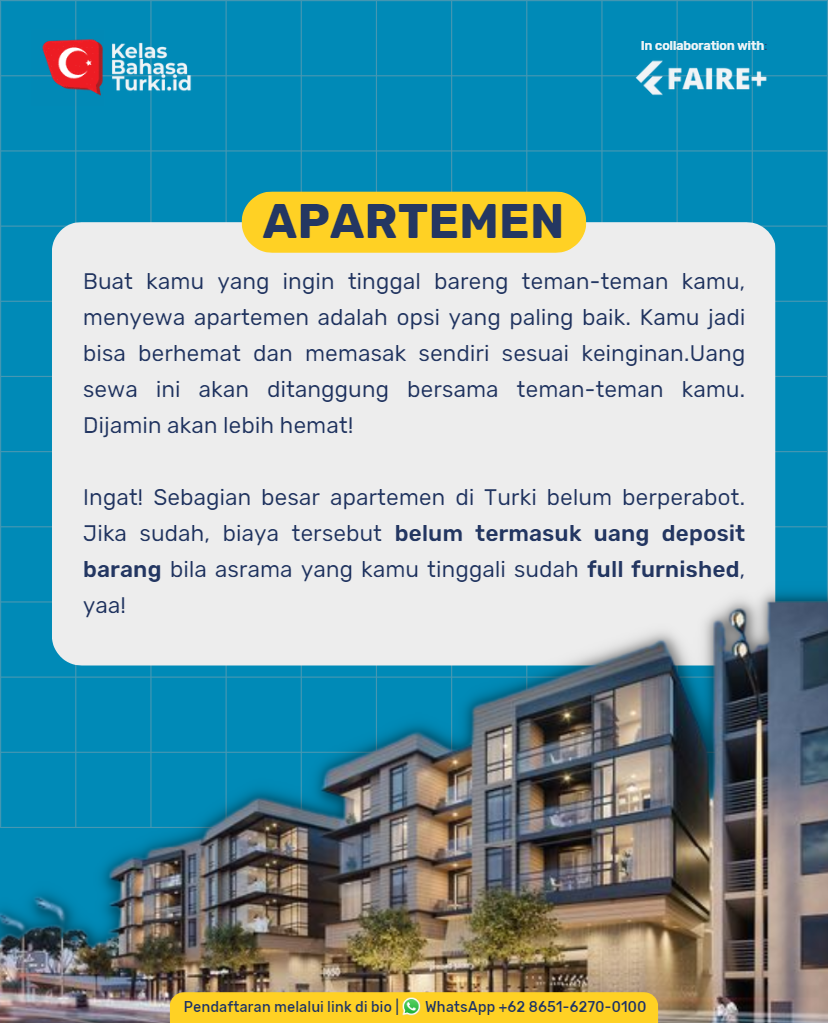 Kelas
Bahasa
Turki.id
In collaboration with
FAIRE+
APARTEMEN
Buat kamu yang ingin tinggal bareng teman-teman kamu,
menyewa apartemen adalah opsi yang paling baik. Kamu jadi
bisa berhemat dan memasak sendiri sesuai keinginan.Uang
sewa ini akan ditanggung bersama teman-teman kamu.
Dijamin akan lebih hemat!
Ingat! Sebagian besar apartemen di Turki belum berperabot.
Jika sudah, biaya tersebut belum termasuk uang deposit
barang bila asrama yang kamu tinggali sudah full furnished,
yaa!
Pendaftaran melalui link di bio | WhatsApp +62 8651-6270-0100